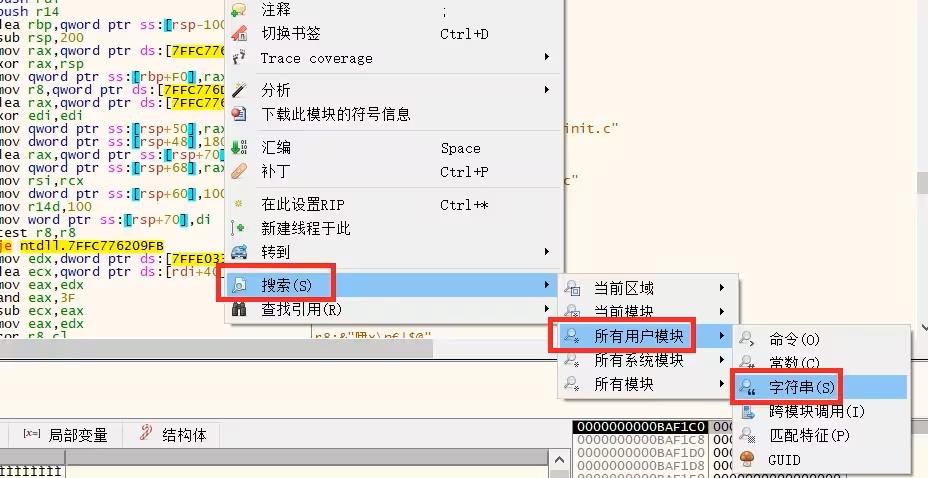 push r14
lea rbp,qword ptr ss:[rsp-100
sub rsp,200
mov rax,qword ptr ds:[7FFC776
xor rax,rsp
mov qword ptr ss:[rbp+F0],rax
mov r8,qword ptr ds:[7FFC776
lea rax,qword ptr ds:[7FFC776
xor edi,edi
mov qword ptr ss:[rsp+50],rax
mov dword ptr ss:[rsp+48],180
lea rax,qword ptr ss:[rsp+70]
mov qword ptr ss:[rsp+68],rax
mov rsi,rcx
mov dword ptr ss:[rsp+60],100
mov r14d,100
mov word ptr ss:[rsp+70],di
test r8,r8
je ntdll.7FFC776209FB
mov edx,dword ptr ds:[7FFE033
mov ecx,dword ptr ds:[rdi+40
mov eax,edx
and eax,3F
sub ecx,eax
mov eax,edx
ror r8,cl
注释 ;
切换书签 Ctrl+D
Trace coverage
分析
下载此模块的符号信息
汇编 Space
补丁 Ctrl+P
在此设置RIP Ctrl+*
新建线程于此
转到
搜索(S)
查找引用(R)
init.c"
c"
当前区域
当前模块
所有用户模块
所有系统模块
所有模块
命令(O)
常数(C)
字符串(S)
跨模块调用(I)
匹配特征(P)
GUID
[x=] 局部变量
结构体
0000000000BAF1C0
0000000000BAF1C8
0000000000BAF1D0
0000000000BAF1D8